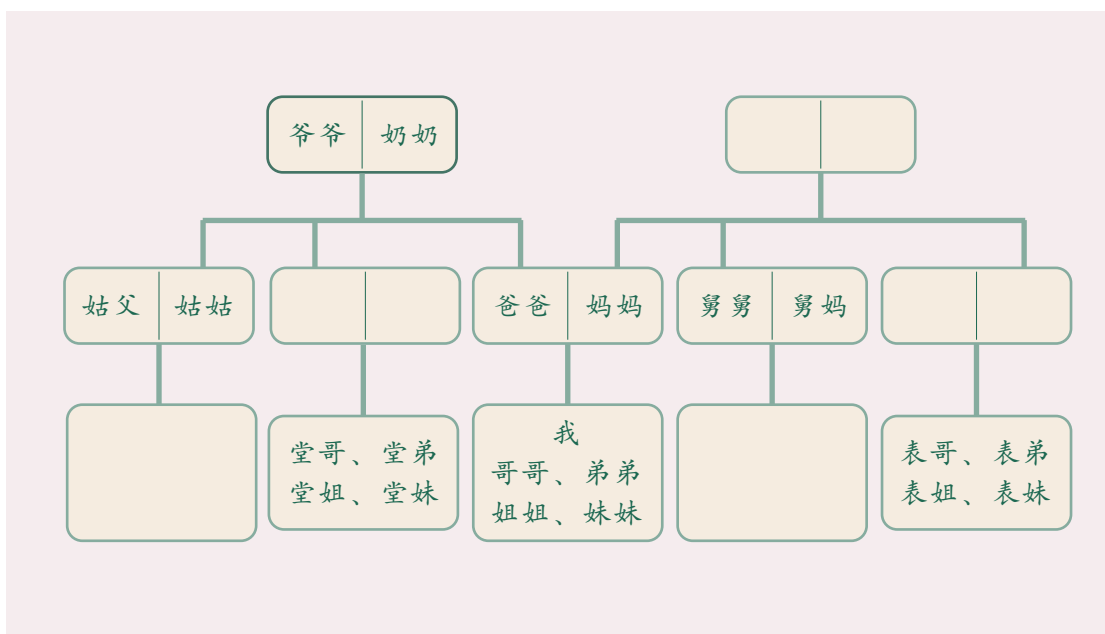 爷爷 奶奶
姑父 姑姑
爸爸 妈妈
舅舅 舅妈
堂哥、堂弟
堂姐、堂妹
我
哥哥、弟弟
姐姐、妹妹
表哥、表弟
表姐、表妹